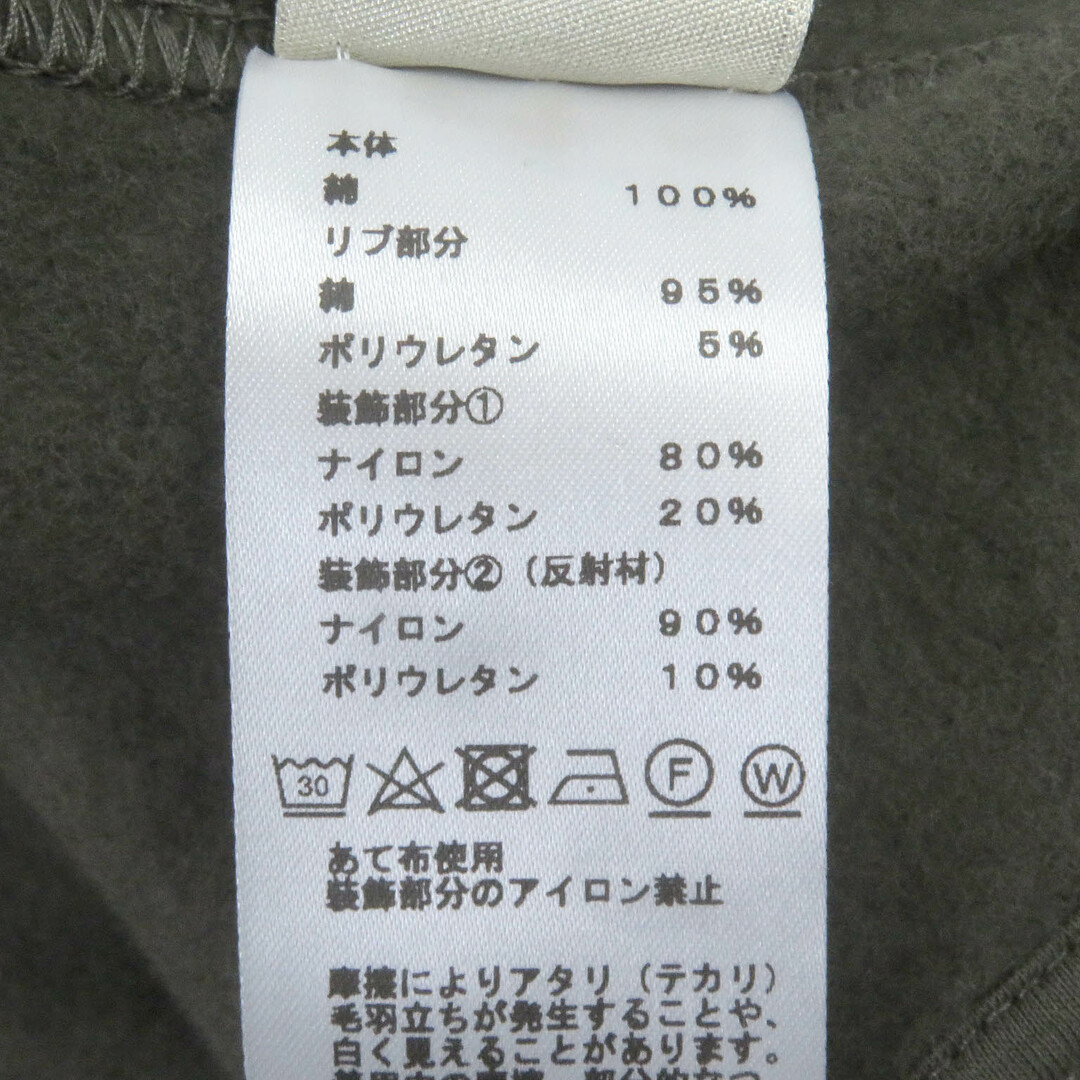 本体
綿 100%
リブ部分
綿 95%
ポリウレタン 5%
装飾部分①
ナイロン 80%
ポリウレタン 20%
装飾部分②(反射材)
ナイロン 90%
ポリウレタン 10%
30 F W
あて布使用
装飾部分のアイロン禁止
摩擦によりアタリ(テカリ)
毛羽立ちが発生することや、
白く見えることがあります。